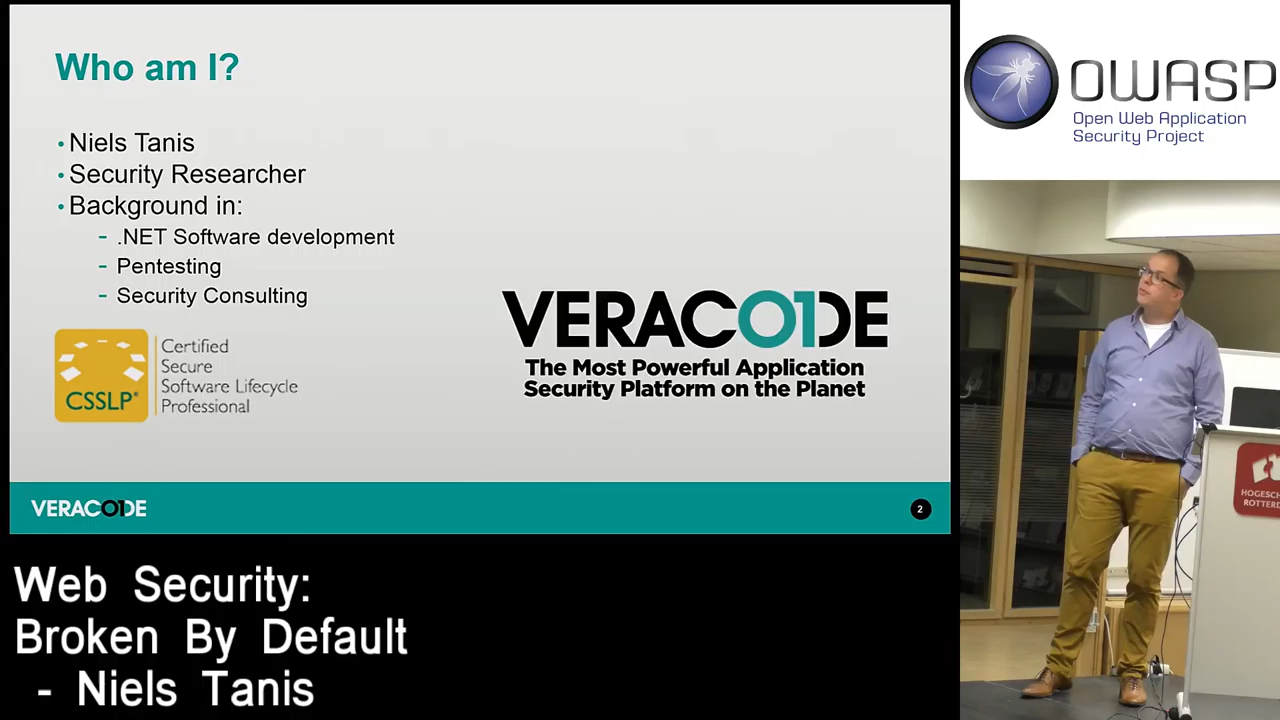 Who am I?
• Niels Tanis
• Security Researcher
• Background in:
- .NET Software development
- Pentesting
- Security Consulting
CSSLP®
Certified
Secure
Software Lifecycle
Professional
VERACODE
The Most Powerful Application
Security Platform on the Planet
VERACODE
2
OWASP
Open Web Application
Security Project
HOGESCH
ROTTERD
Web Security:
Broken By Default
- Niels Tanis